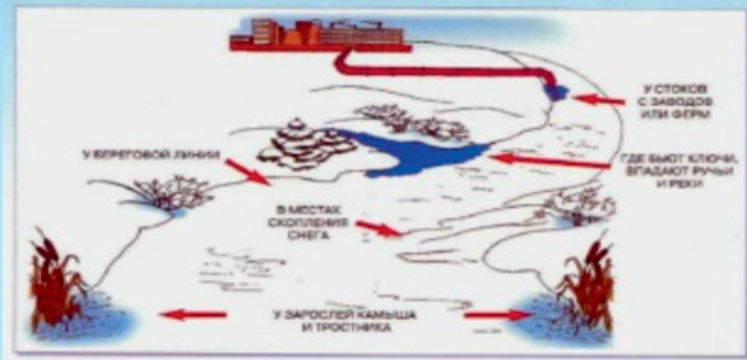 У СТОКОВ
С ЗАВОДОВ
ИЛИ ФЕРМ
У БЕРЕГОВОЙ ЛИНИИ
ГДЕ БЬЮТ КЛЮЧИ,
ВПАДАЮТ РУЧЬИ
И РЕКИ
В МЕСТАХ
СКОПЛЕНИЯ
СНЕГА
У ЗАРОСЛЕЙ КАМЫША
И ТРОСТНИКА